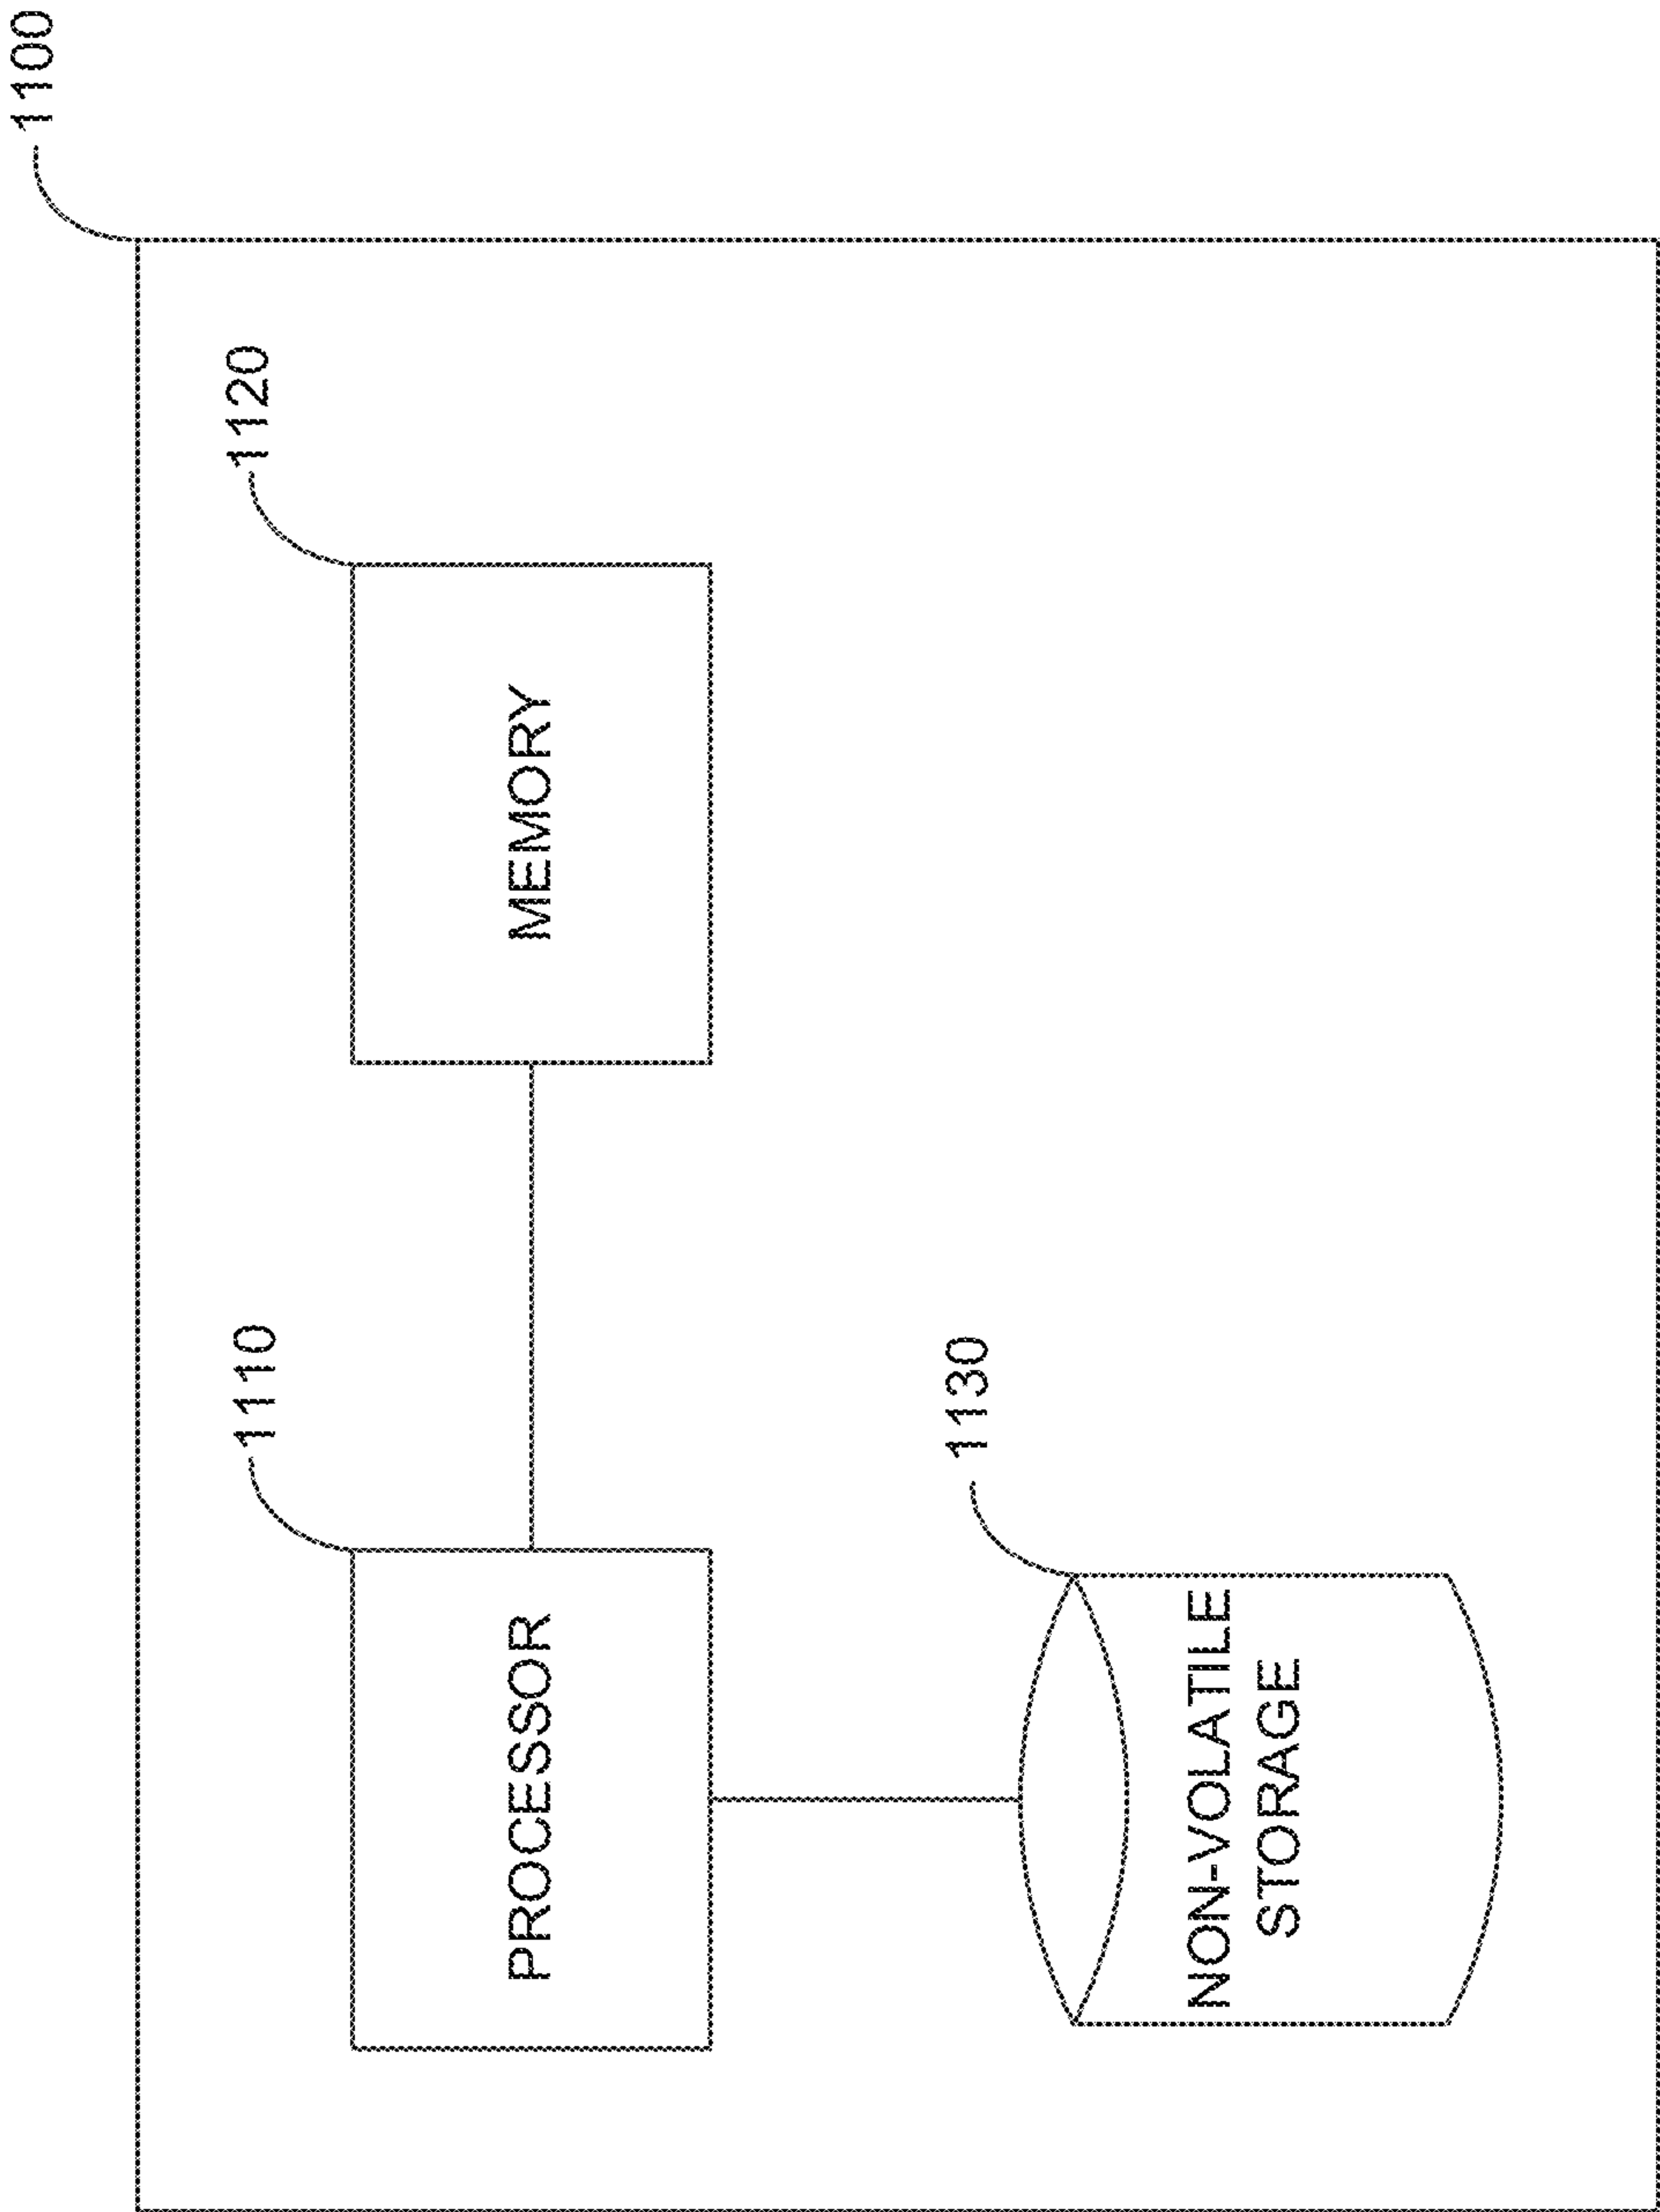 1100
1110
1120
PROCESSOR
MEMORY
1130
NON-VOLATILE
STORAGE